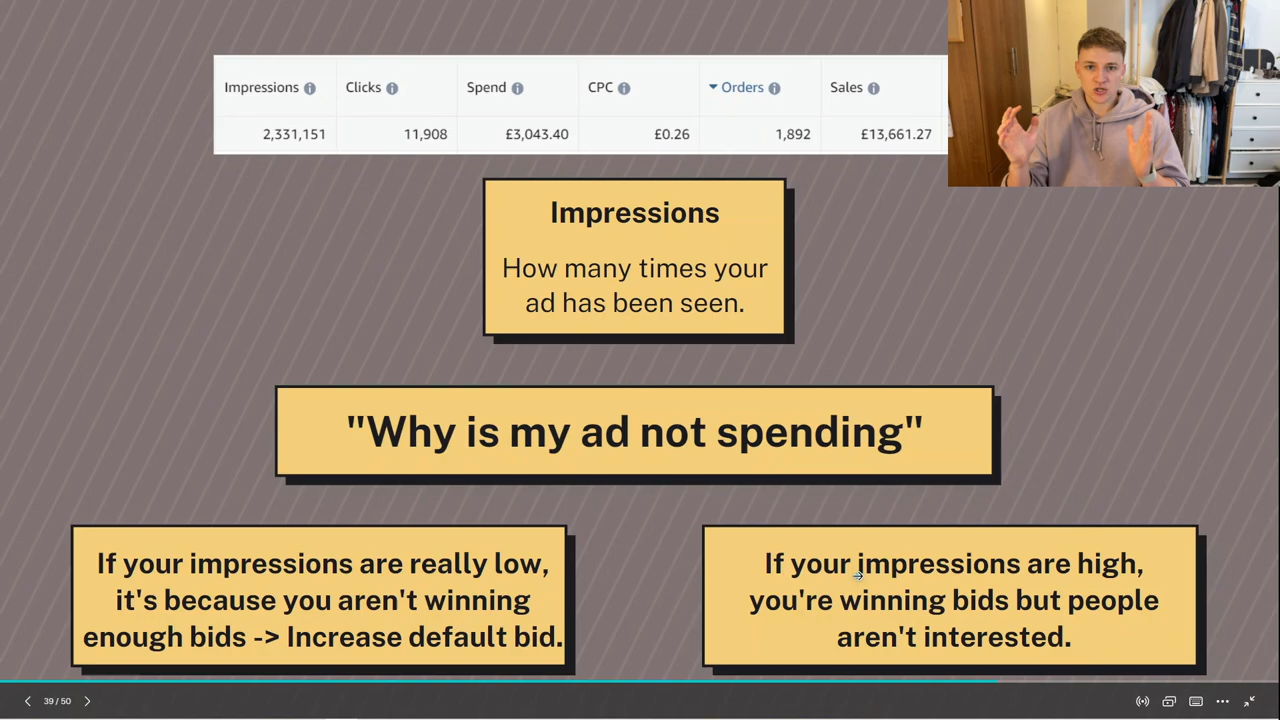 Impressions Clicks Spend CPC Orders Sales
2,331,151 11,908 £3,043.40 £0.26 1,892 £13,661.27
Impressions
How many times your
ad has been seen.
"Why is my ad not spending"
If your impressions are really low,
it's because you aren't winning
enough bids -> Increase default bid.
If your impressions are high,
you're winning bids but people
aren't interested.
39 / 50